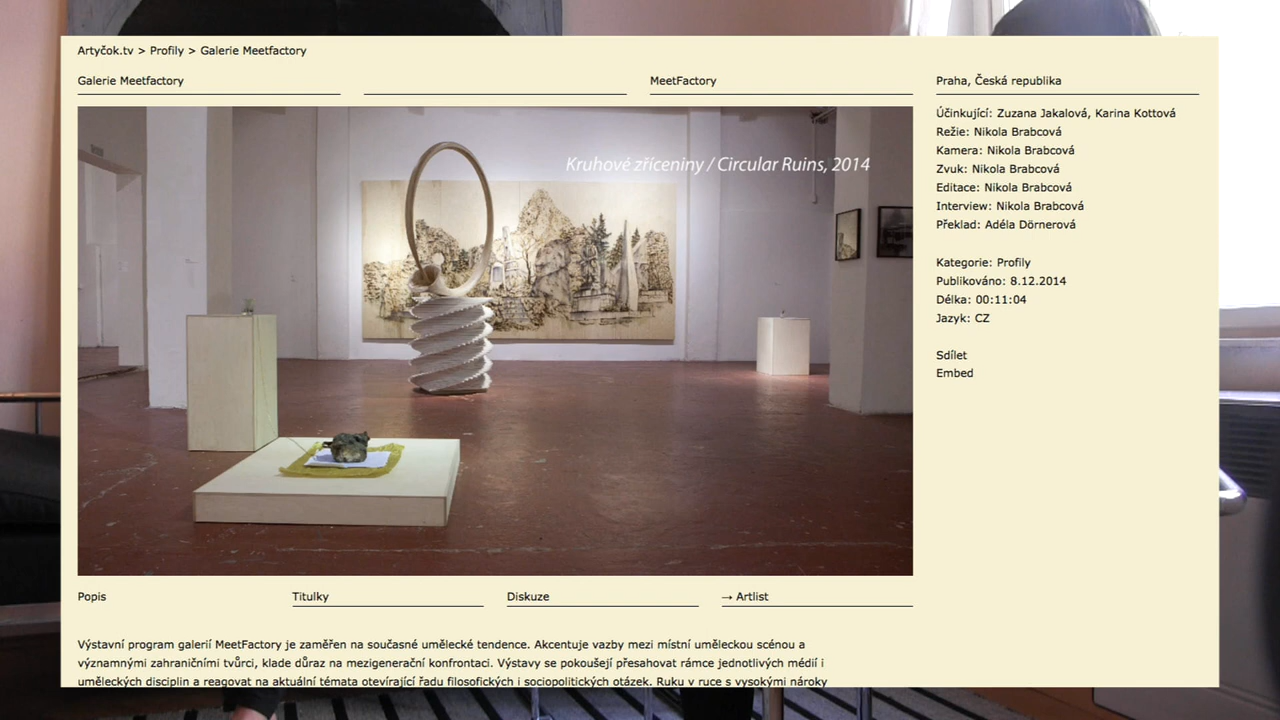 Artyčok.tv > Profily > Galerie Meetfactory
Galerie Meetfactory
MeetFactory
Praha, Česká republika
Kruhové zříceniny / Circular Ruins, 2014
Účinkující: Zuzana Jakalová, Karina Kottová
Režie: Nikola Brabcová
Kamera: Nikola Brabcová
Zvuk: Nikola Brabcová
Editace: Nikola Brabcová
Interview: Nikola Brabcová
Překlad: Adéla Dörnerová
Kategorie: Profily
Publikováno: 8.12.2014
Délka: 00:11:04
Jazyk: CZ
Sdílet
Embed
Popis
Titulky
Diskuze
→ Artlist
Výstavní program galerií MeetFactory je zaměřen na současné umělecké tendence. Akcentuje vazby mezi místní uměleckou scénou a
významnými zahraničními tvůrci, klade důraz na mezigenerační konfrontaci. Výstavy se pokoušejí přesahovat rámce jednotlivých médií i
uměleckých disciplin a reagovat na aktuální témata otevírající řadu filosofických i sociopolitických otázek. Ruku v ruce s vysokými nároky